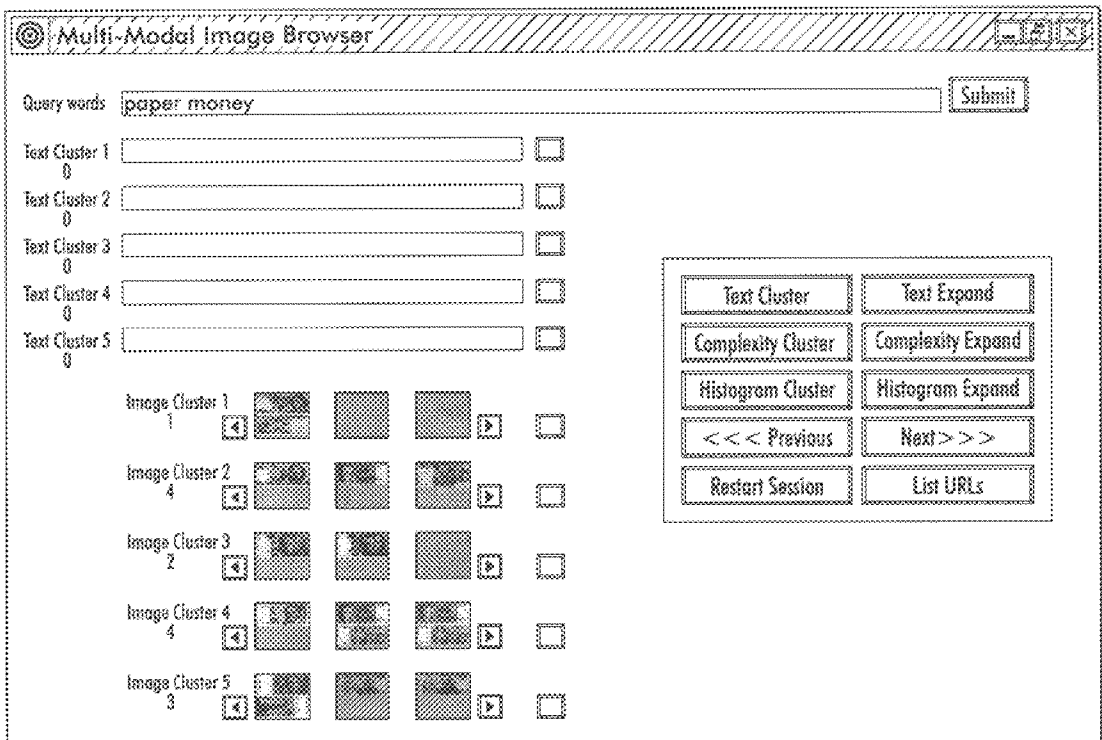 Multi-Modal Image Browser
Query words paper money Submit
Text Cluster 1
0
Text Cluster 2
0
Text Cluster 3
0
Text Cluster 4
0
Text Cluster 5
0
Text Cluster Text Expand
Complexity Cluster Complexity Expand
Histogram Cluster Histogram Expand
<<< Previous Next>>>
Restart Session List URLs
Image Cluster 1
1
Image Cluster 2
4
Image Cluster 3
2
Image Cluster 4
4
Image Cluster 5
3